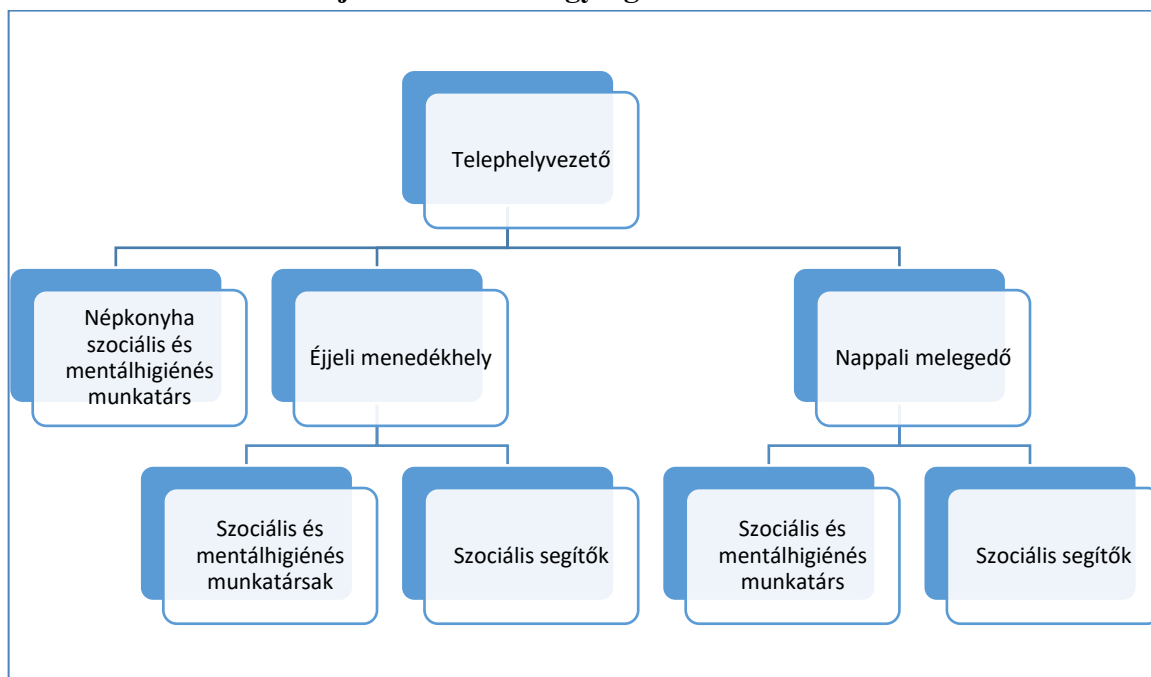 Telephelyvezető
Népkonyha
szociális és
mentálhigiénés
munkatárs
Éjjeli menedékhely
Nappali melegedő
Szociális és
mentálhigiénés
munkatársak
Szociális segítők
Szociális és
mentálhigiénés
munkatárs
Szociális segítők